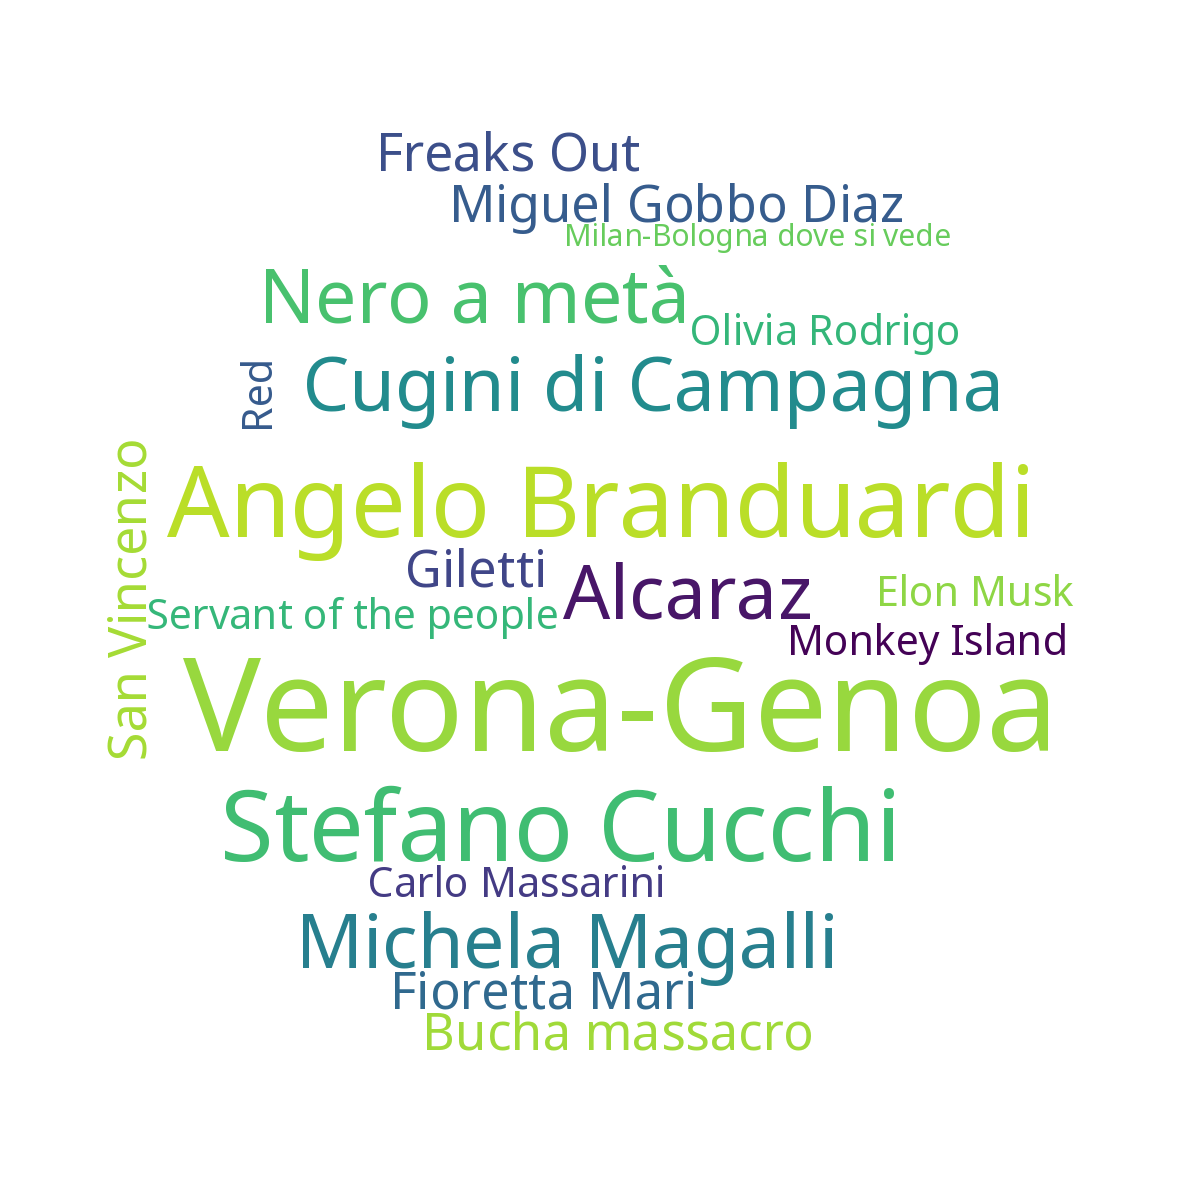 Freaks Out
Miguel Gobbo Diaz
Milan-Bologna dove si vede
Nero a metà
Olivia Rodrigo
Red
Cugini di Campagna
San Vincenzo
Angelo Branduardi
Giletti
Alcaraz
Elon Musk
Servant of the people
Monkey Island
Verona-Genoa
Stefano Cucchi
Carlo Massarini
Michela Magalli
Fioretta Mari
Bucha massacro